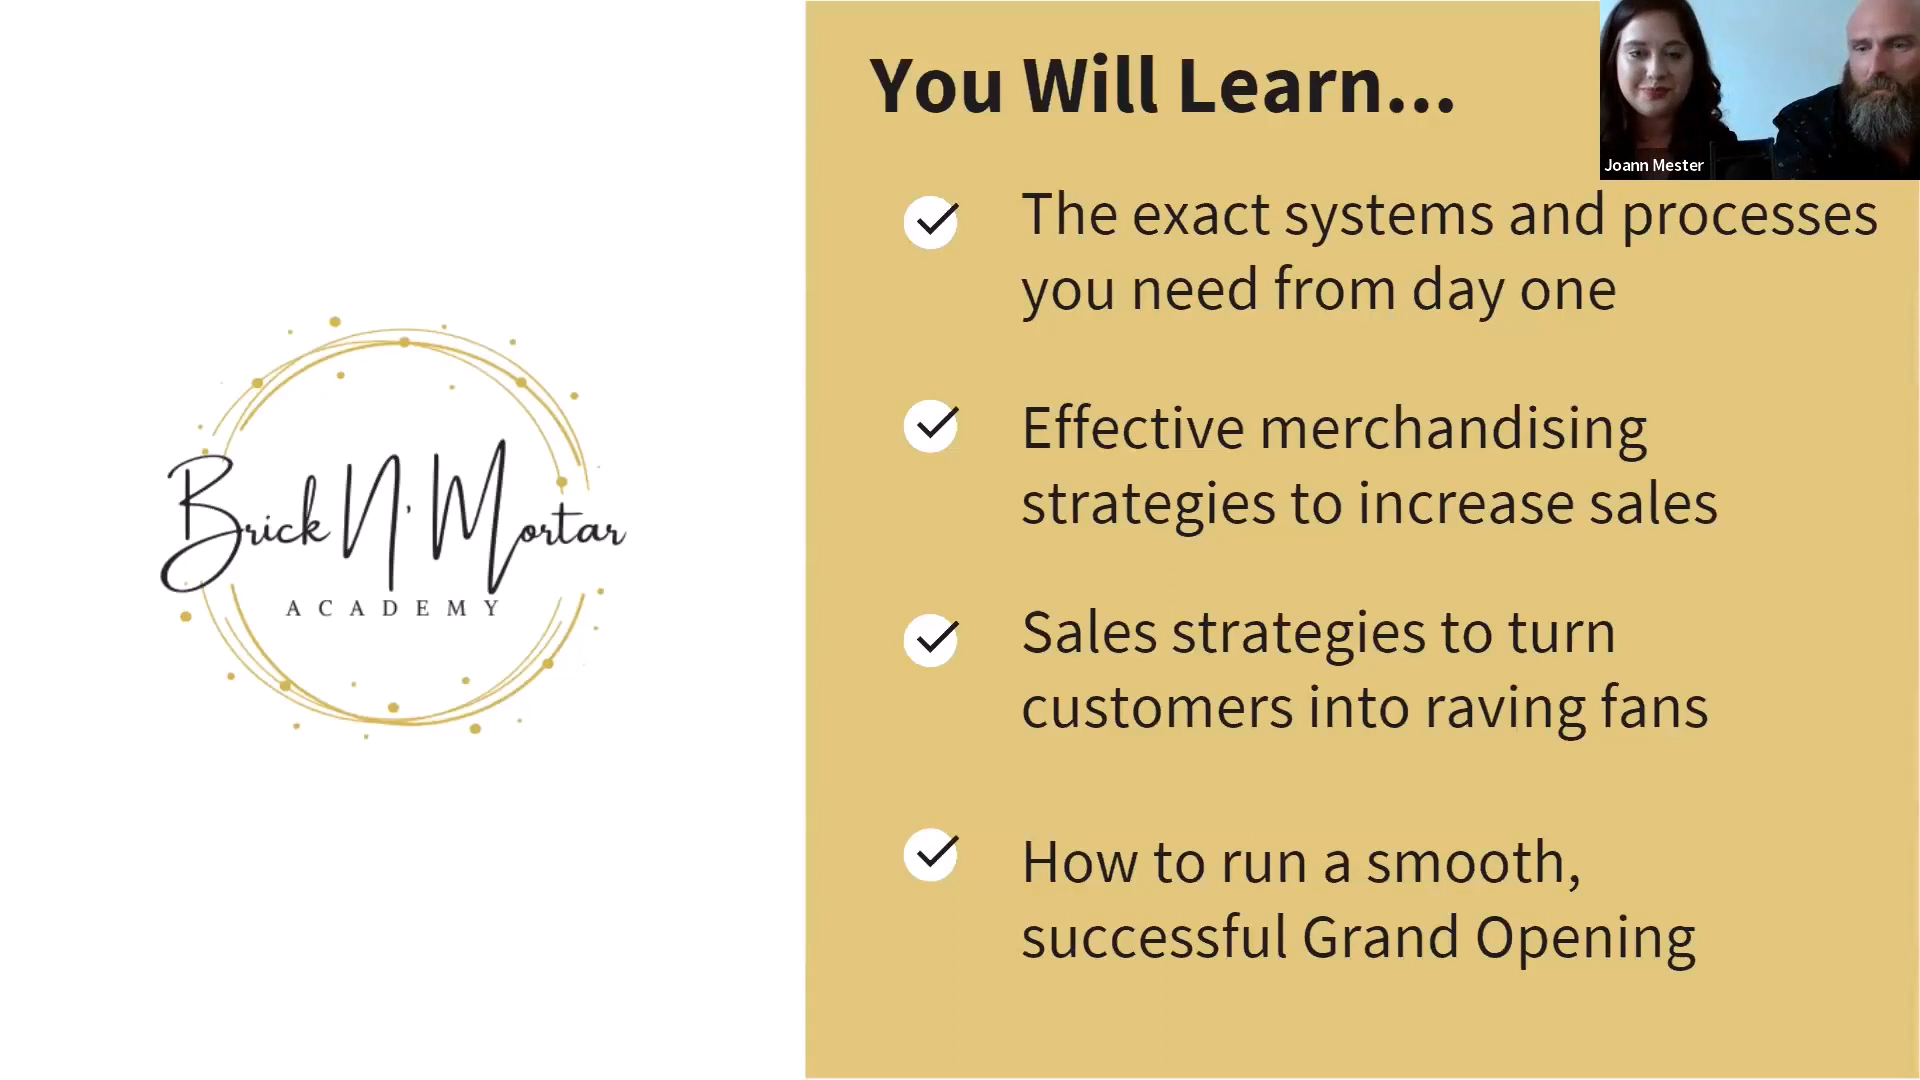 You Will Learn...
Joann Mester
The exact systems and processes
you need from day one
Effective merchandising
strategies to increase sales
Sales strategies to turn
customers into raving fans
How to run a smooth,
successful Grand Opening
Brick N' Mortar
ACADEMY